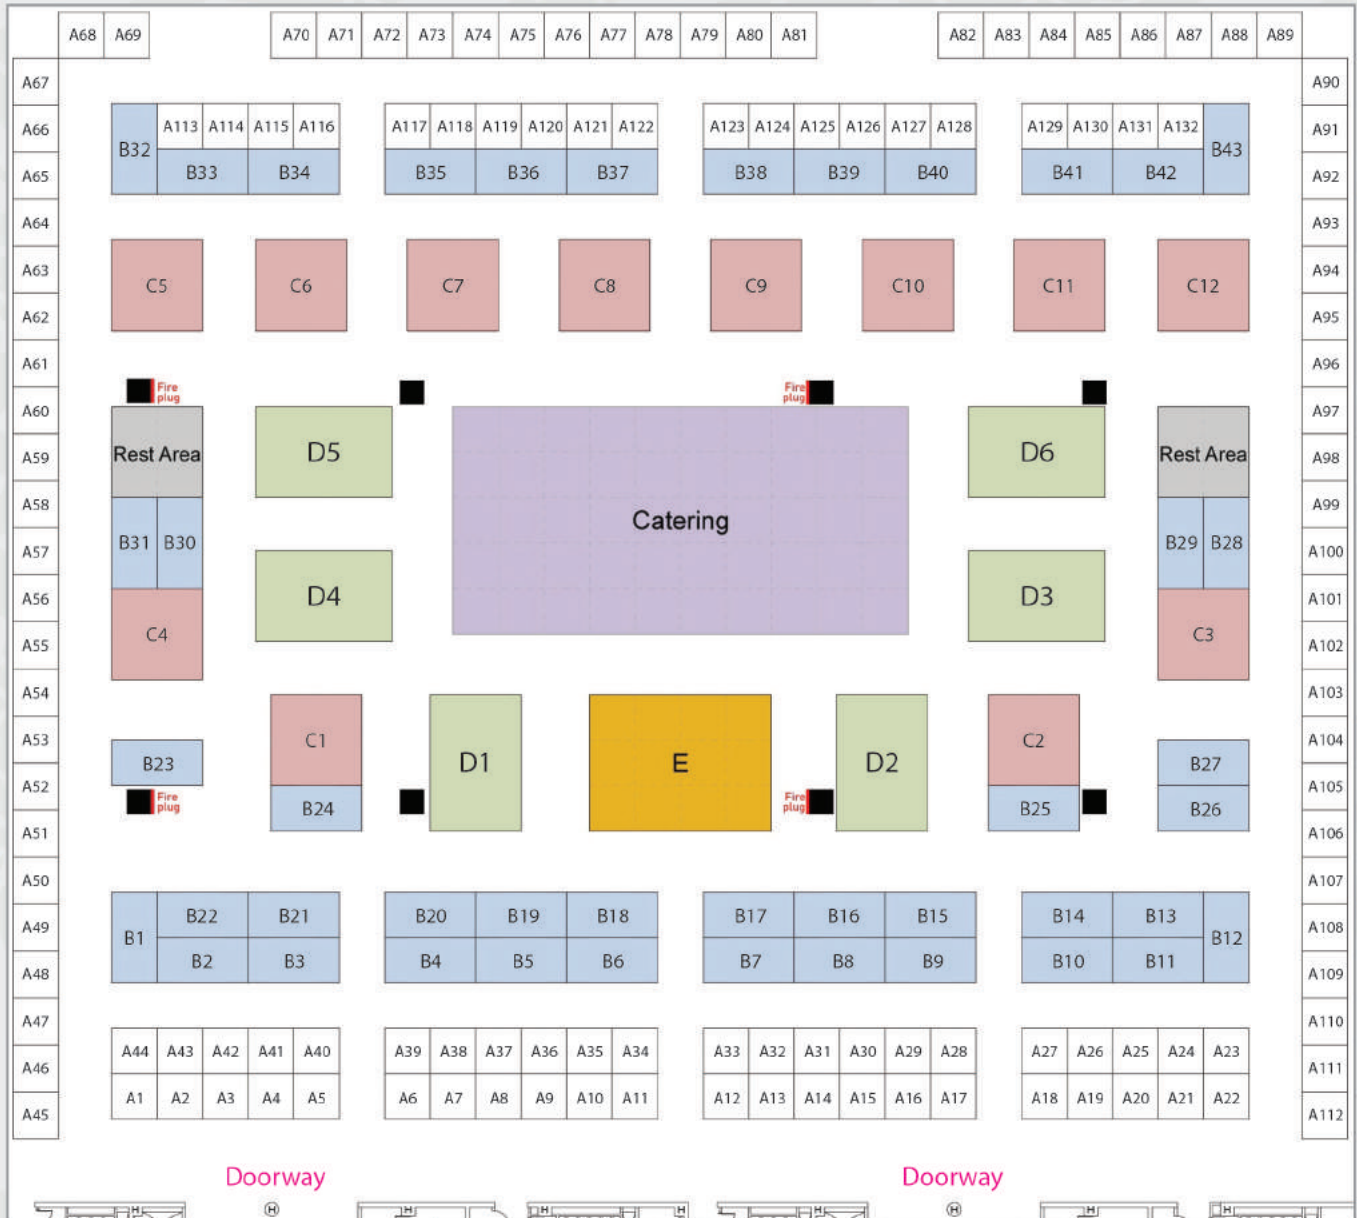 A68 A69 A70 A71 A72 A73 A74 A75 A76 A77 A78 A79 A80 A81 A82 A83 A84 A85 A86 A87 A88 A89
A67 A90
A66 A113 A114 A115 A116 A117 A118 A119 A120 A121 A122 A123 A124 A125 A126 A127 A128 A129 A130 A131 A132 A91
B32 B43
A65 B33 B34 B35 B36 B37 B38 B39 B40 B41 B42 A92
A64 A93
A63 A94
C5 C6 C7 C8 C9 C10 C11 C12
A62 A95
A61 A96
Fire Fire
plug plug
A60 A97
A59 Rest Area D5 D6 Rest Area A98
A58 A99
Catering
A57 B31 B30 B29 B28 A100
A56 D4 D3 A101
A55 C4 C3 A102
A54 A103
A53 C1 C2 A104
B23 D1 E D2 B27
A52 A105
Fire Fire
plug plug
B24 B25 B26
A51 A106
A50 A107
A49 B22 B21 B20 B19 B18 B17 B16 B15 B14 B13 A108
B1 B12
A48 B2 B3 B4 B5 B6 B7 B8 B9 B10 B11 A109
A47 A110
A44 A43 A42 A41 A40 A39 A38 A37 A36 A35 A34 A33 A32 A31 A30 A29 A28 A27 A26 A25 A24 A23
A46 A111
A1 A2 A3 A4 A5 A6 A7 A8 A9 A10 A11 A12 A13 A14 A15 A16 A17 A18 A19 A20 A21 A22
A45 A112
Doorway Doorway
H H H H H H H H H